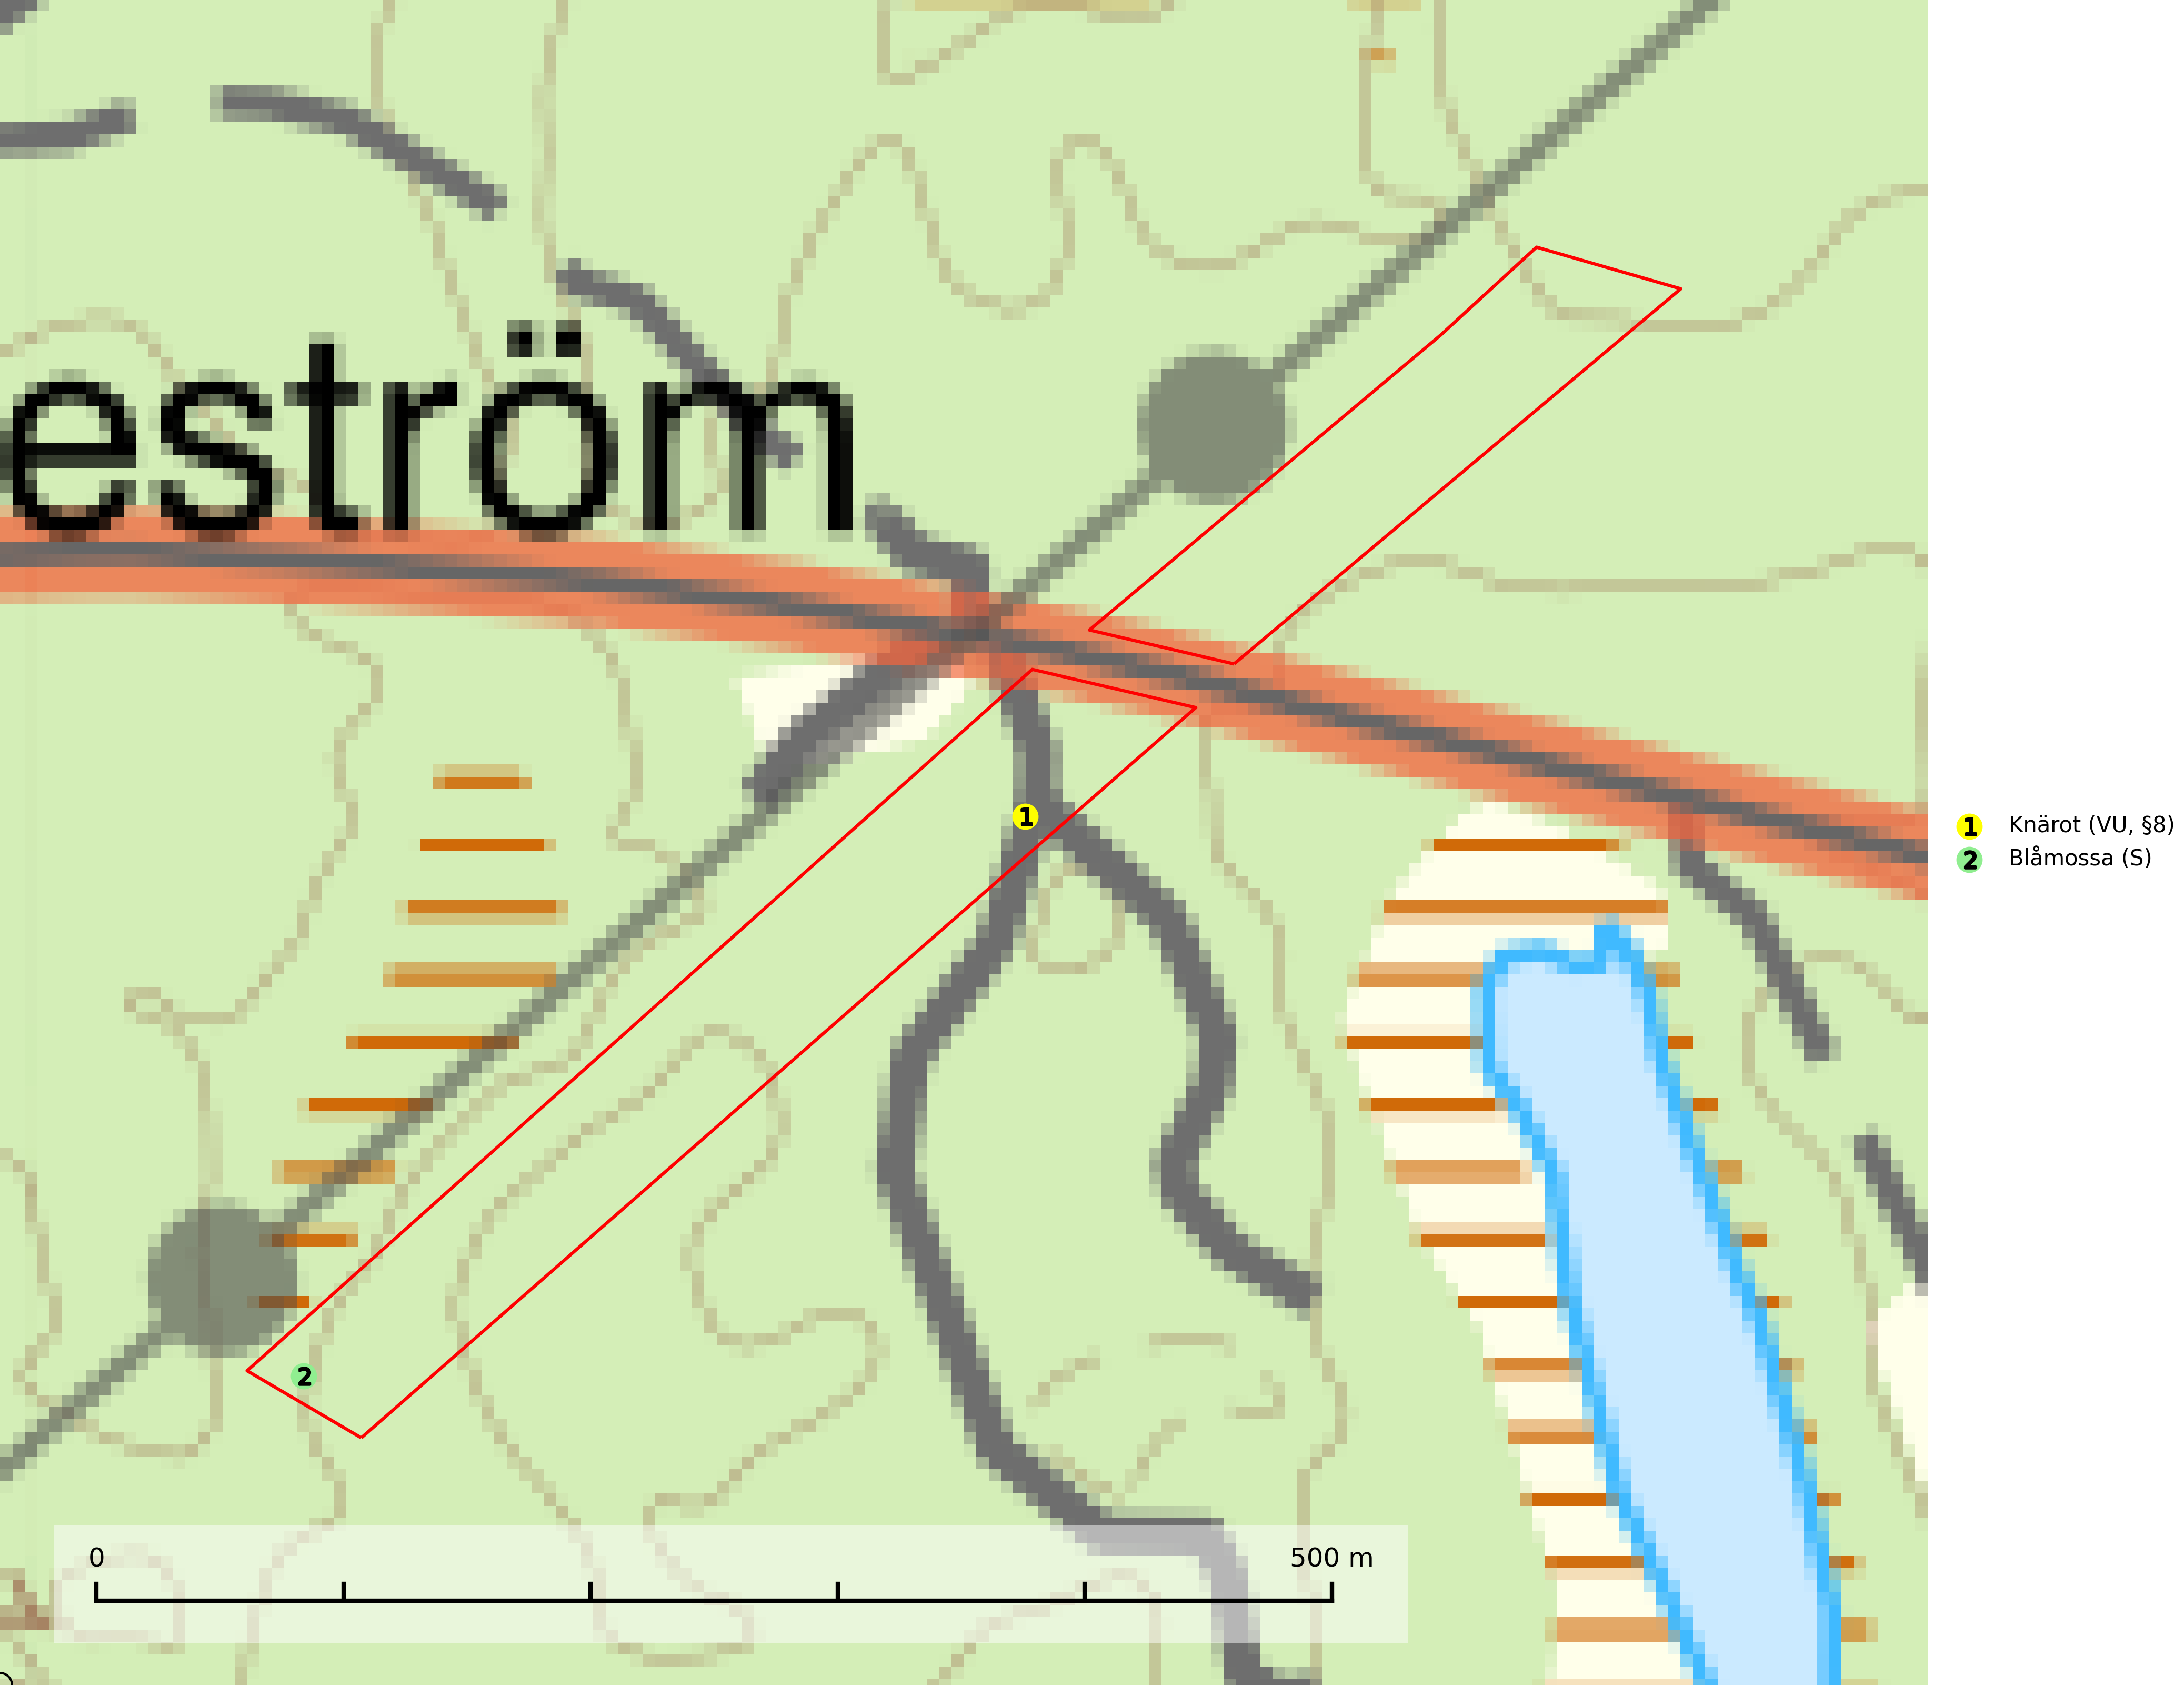 eström
1
1 Knärot (VU, §8)
2 Blåmossa (S)
2
0 500 m